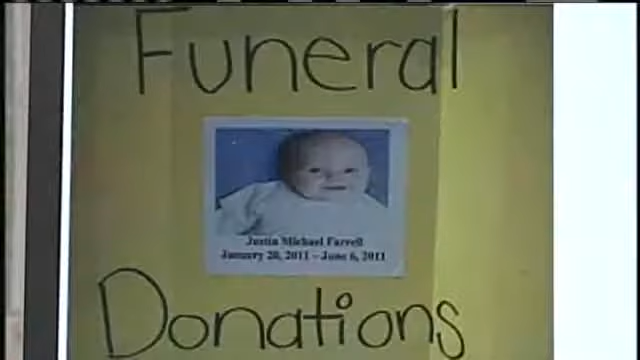 Funeral
Justin Michael Farrell
January 20, 2011 - June 6, 2011
Donations